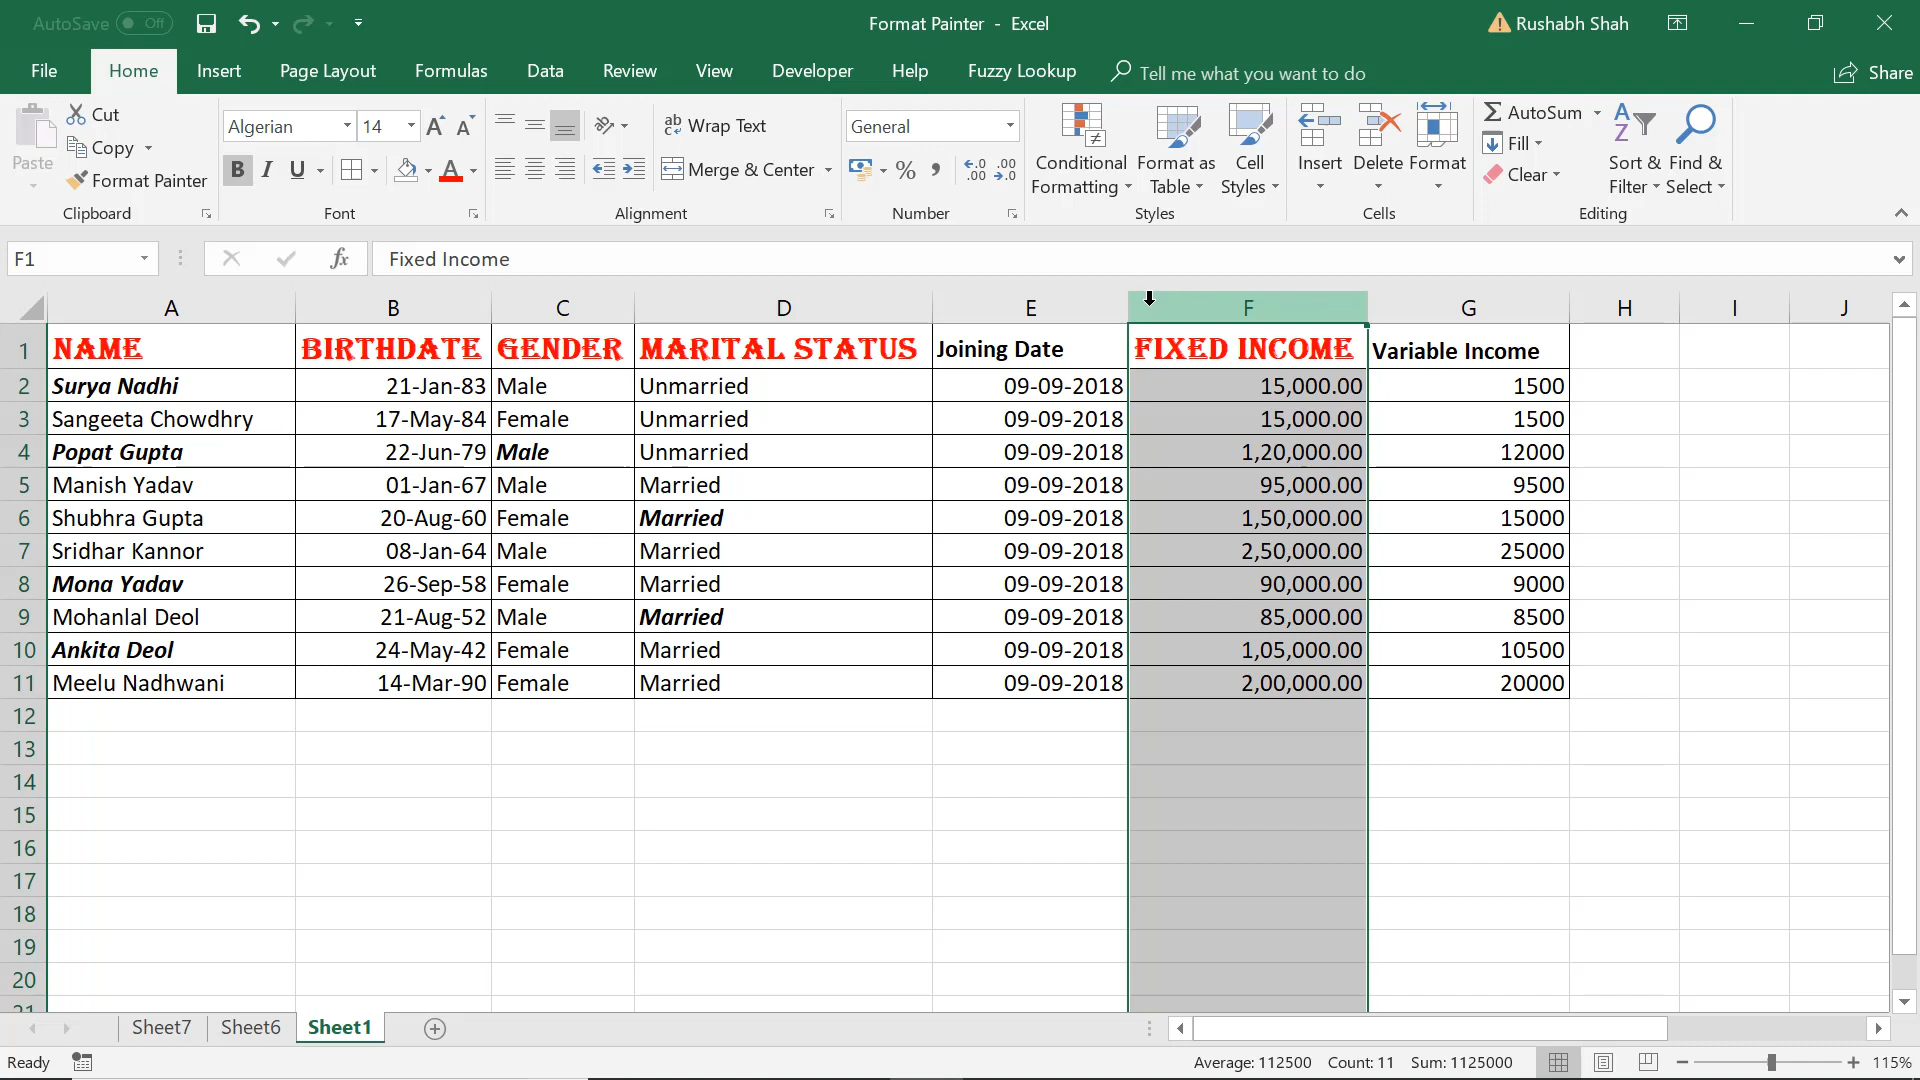 AutoSave Off Format Painter - Excel Rushabh Shah
File Home Insert Page Layout Formulas Data Review View Developer Help Fuzzy Lookup Tell me what you want to do Share
Paste Cut Copy Format Painter
Clipboard
Algerian 14
B I U A
Font
Wrap Text
Merge & Center
Alignment
General
% , .0 .00 .00 .0
Number
Conditional Formatting Format as Table Cell Styles
Styles
Insert Delete Format
Cells
AutoSum Fill Clear
Sort & Filter Find & Select
Editing
F1 fx Fixed Income
A B C D E F G H I J
1 NAME BIRTHDATE GENDER MARITAL STATUS Joining Date FIXED INCOME Variable Income
2 Surya Nadhi 21-Jan-83 Male Unmarried 09-09-2018 15,000.00 1500
3 Sangeeta Chowdhry 17-May-84 Female Unmarried 09-09-2018 15,000.00 1500
4 Popat Gupta 22-Jun-79 Male Unmarried 09-09-2018 1,20,000.00 12000
5 Manish Yadav 01-Jan-67 Male Married 09-09-2018 95,000.00 9500
6 Shubhra Gupta 20-Aug-60 Female Married 09-09-2018 1,50,000.00 15000
7 Sridhar Kannor 08-Jan-64 Male Married 09-09-2018 2,50,000.00 25000
8 Mona Yadav 26-Sep-58 Female Married 09-09-2018 90,000.00 9000
9 Mohanlal Deol 21-Aug-52 Male Married 09-09-2018 85,000.00 8500
10 Ankita Deol 24-May-42 Female Married 09-09-2018 1,05,000.00 10500
11 Meelu Nadhwani 14-Mar-90 Female Married 09-09-2018 2,00,000.00 20000
12
13
14
15
16
17
18
19
20
21
Sheet7 Sheet6 Sheet1
Ready Average: 112500 Count: 11 Sum: 1125000 115%